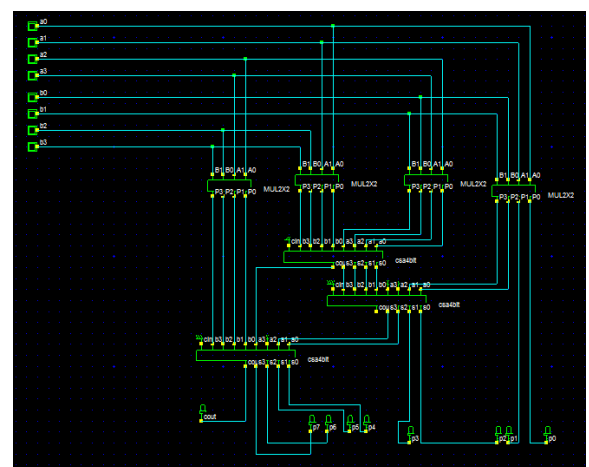 a0
a1
a2
a3
b0
b1
b2
b3
B1 B0 A1 A0
B1 B0 A1 A0
B1 B0 A1 A0
B1 B0 A1 A0
MUL2X2
MUL2X2
MUL2X2
MUL2X2
P3 P2 P1 P0
P3 P2 P1 P0
P3 P2 P1 P0
P3 P2 P1 P0
cin b3 b2 b1 b0 a3 a2 a1 a0
csa4bit
cou s3 s2 s1 s0
cin b3 b2 b1 b0 a3 a2 a1 a0
csa4bit
cou s3 s2 s1 s0
cin b3 b2 b1 b0 a3 a2 a1 a0
csa4bit
cou s3 s2 s1 s0
cout
p7 p6 p5 p4 p3 p2 p1 p0